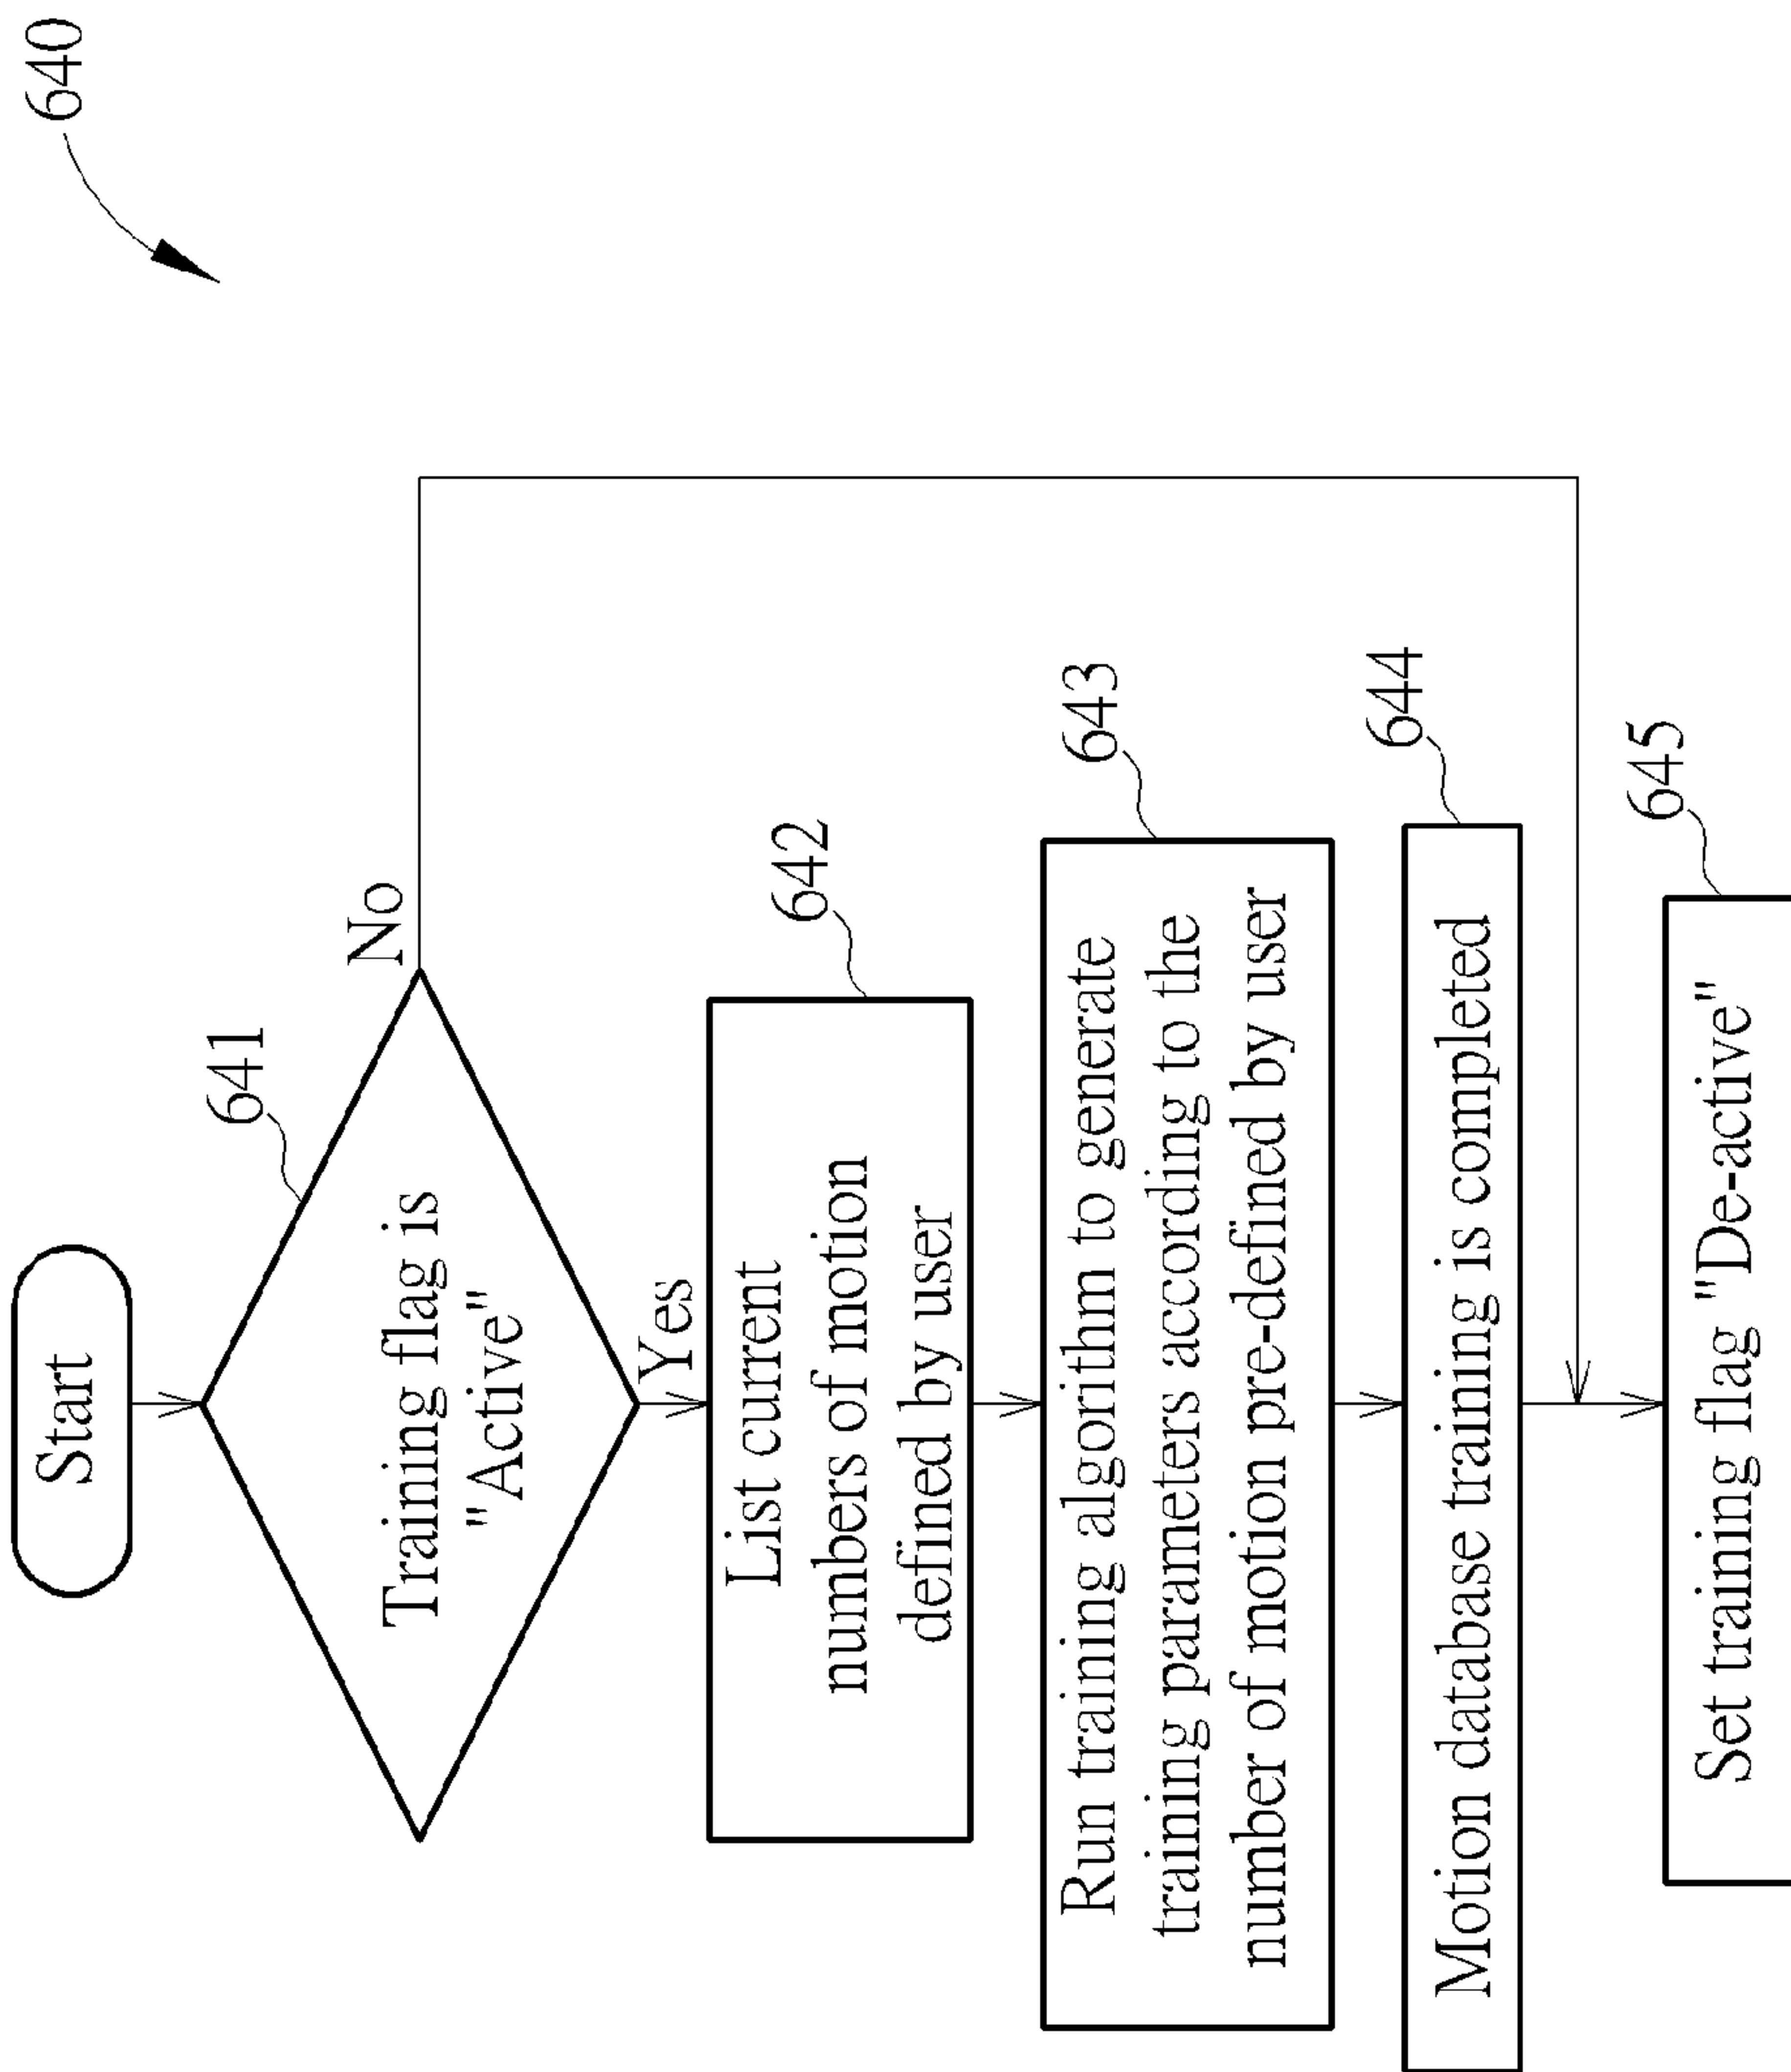 640
Start
641
Training flag is
"Active"
No
Yes
642
List current
numbers of motion
defined by user
643
Run training algorithm to generate
training parameters according to the
number of motion pre-defined by user
644
Motion database training is completed
645
Set training flag "De-active"